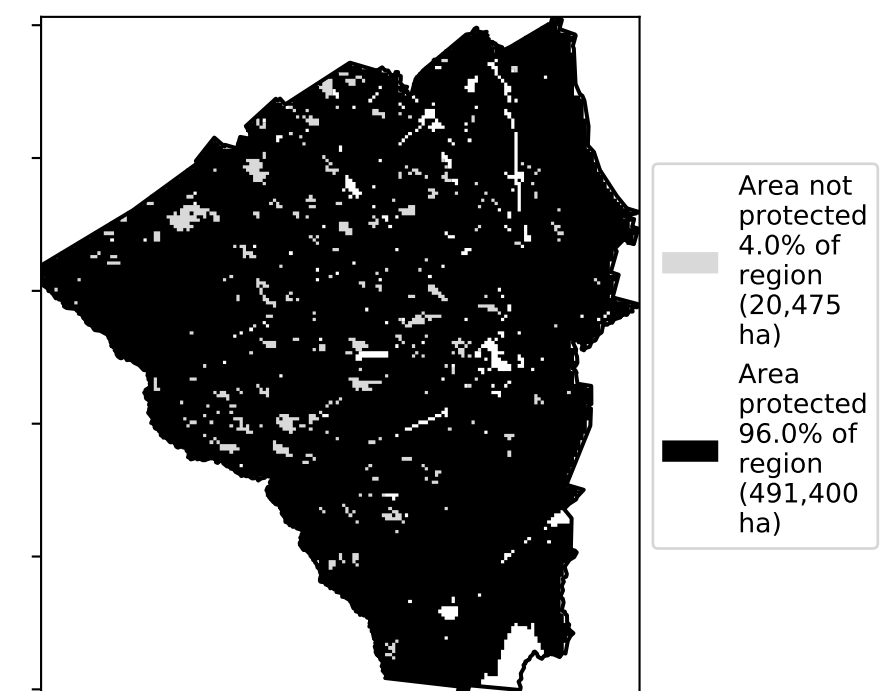 Area not
protected
4.0% of
region
(20,475
ha)
Area
protected
96.0% of
region
(491,400
ha)